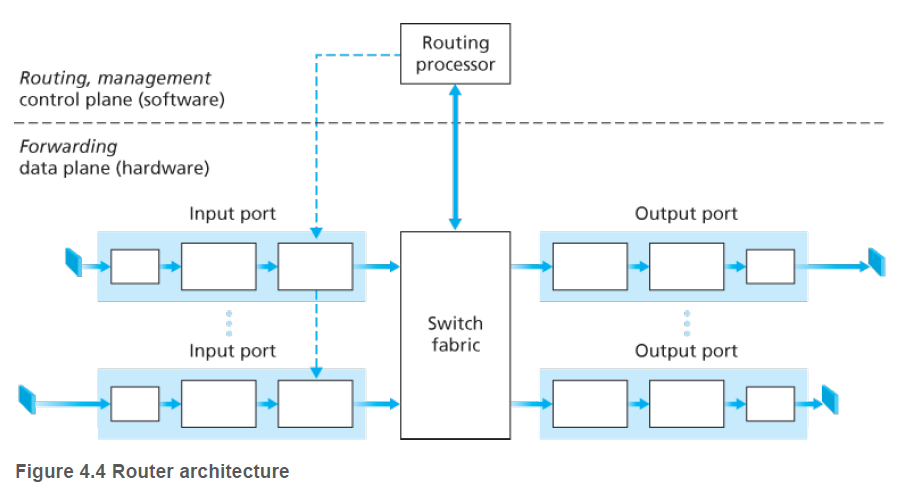 Routing
processor
Routing, management
control plane (software)
Forwarding
data plane (hardware)
Input port
Output port
Switch
fabric
Input port
Output port
Figure 4.4 Router architecture